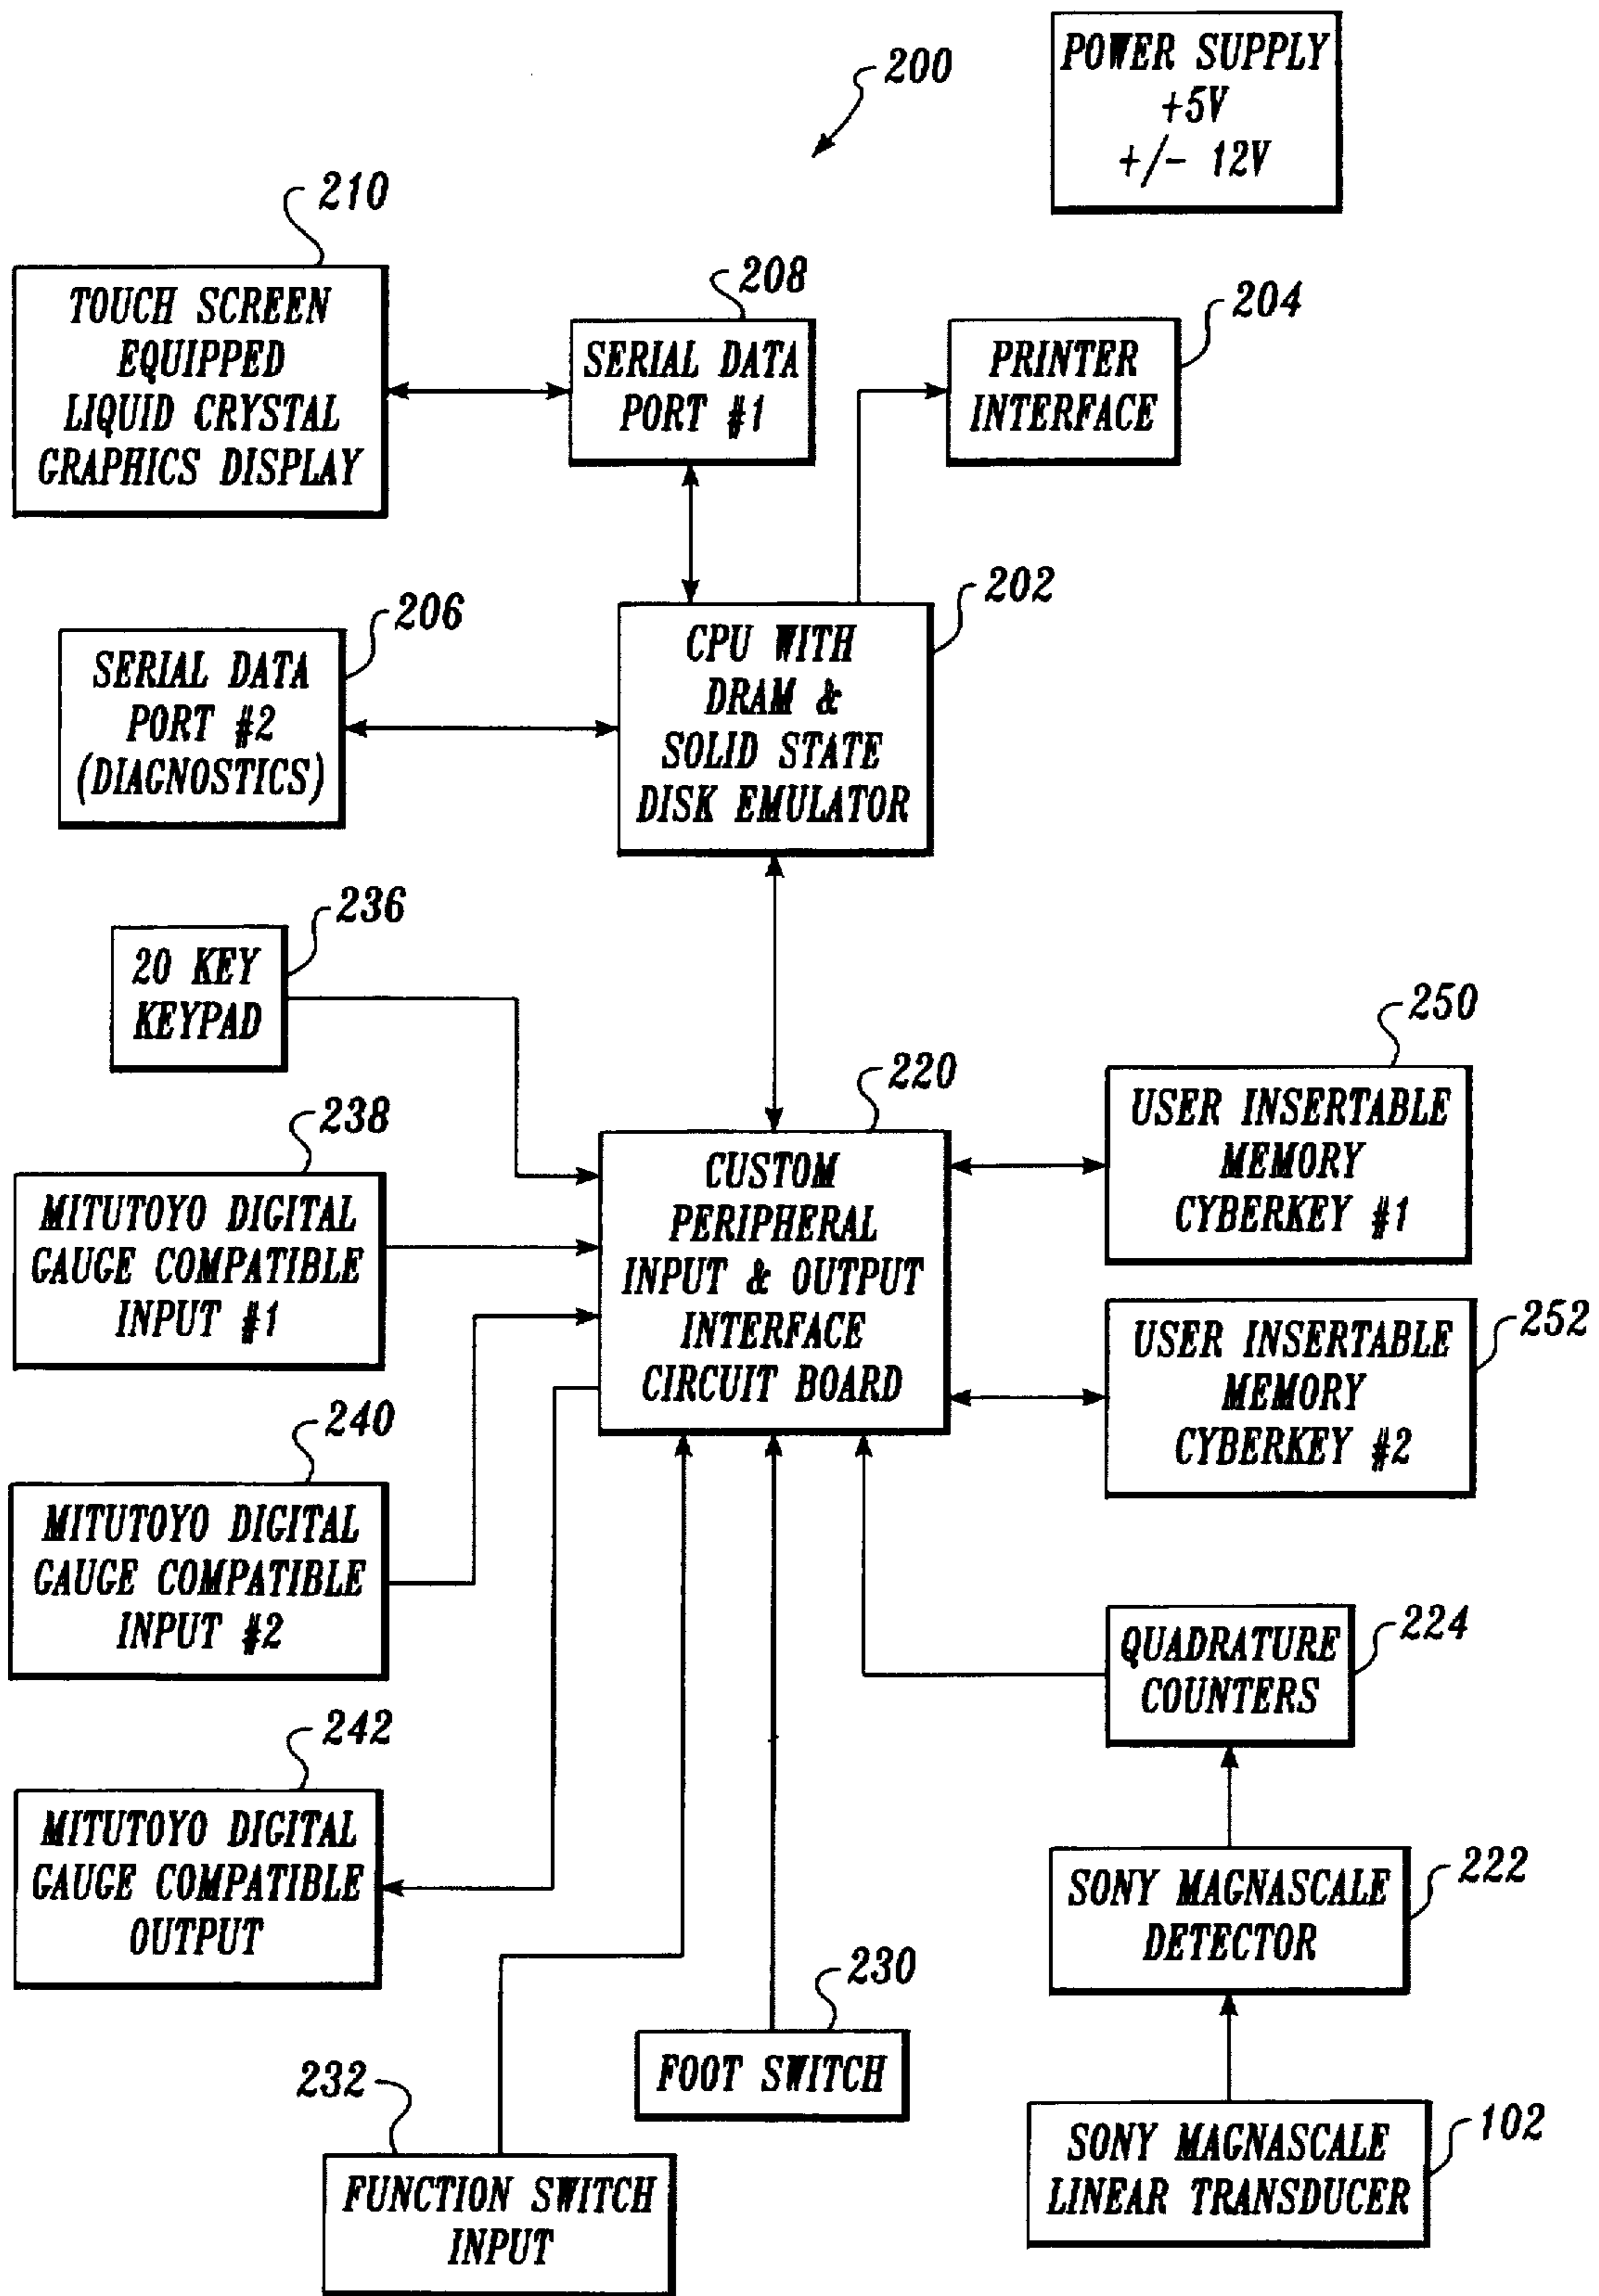 200
POWER SUPPLY
+5V
+/- 12V
210
TOUCH SCREEN
EQUIPPED
LIQUID CRYSTAL
GRAPHICS DISPLAY
208
SERIAL DATA
PORT #1
204
PRINTER
INTERFACE
206
SERIAL DATA
PORT #2
(DIAGNOSTICS)
202
CPU WITH
DRAM &
SOLID STATE
DISK EMULATOR
236
20 KEY
KEYPAD
238
MITUTOYO DIGITAL
GAUGE COMPATIBLE
INPUT #1
220
CUSTOM
PERIPHERAL
INPUT & OUTPUT
INTERFACE
CIRCUIT BOARD
250
USER INSERTABLE
MEMORY
CYBERKEY #1
252
USER INSERTABLE
MEMORY
CYBERKEY #2
240
MITUTOYO DIGITAL
GAUGE COMPATIBLE
INPUT #2
224
QUADRATURE
COUNTERS
242
MITUTOYO DIGITAL
GAUGE COMPATIBLE
OUTPUT
222
SONY MAGNASCALE
DETECTOR
230
FOOT SWITCH
232
FUNCTION SWITCH
INPUT
102
SONY MAGNASCALE
LINEAR TRANSDUCER